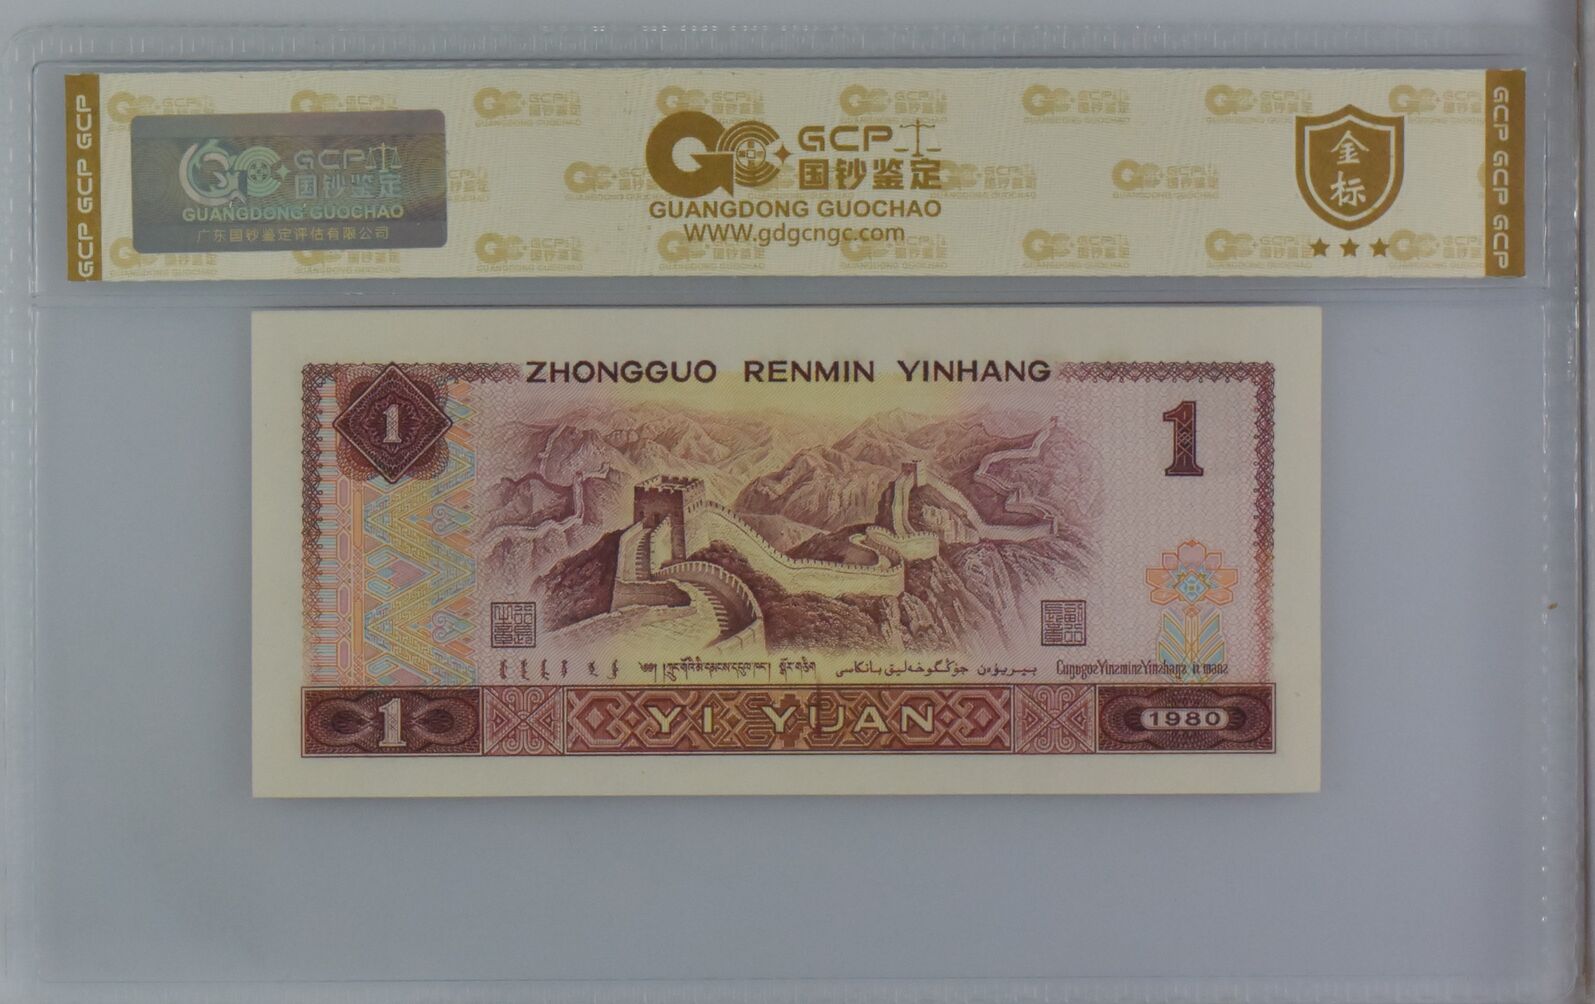 GCP GCP GCP
GCP
国钞鉴定
GUANGDONG GUOCHAO
广东国钞鉴定评估有限公司
GCP
国钞鉴定
GUANGDONG GUOCHAO
WWW.gdgcngc.com
金标
GCP GCP GCP
ZHONGGUO RENMIN YINHANG
1
1
1
YI YUAN
1980